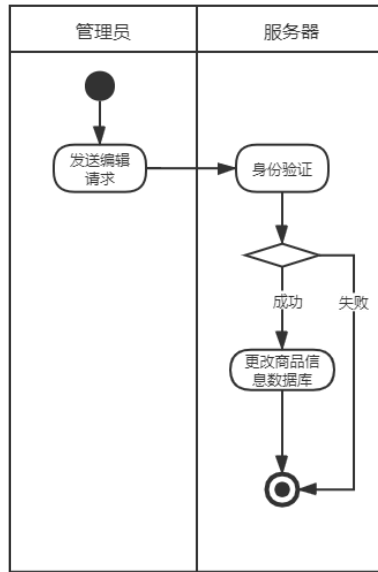 管理员
服务器
发送编辑
请求
身份验证
成功
失败
更改商品信
息数据库